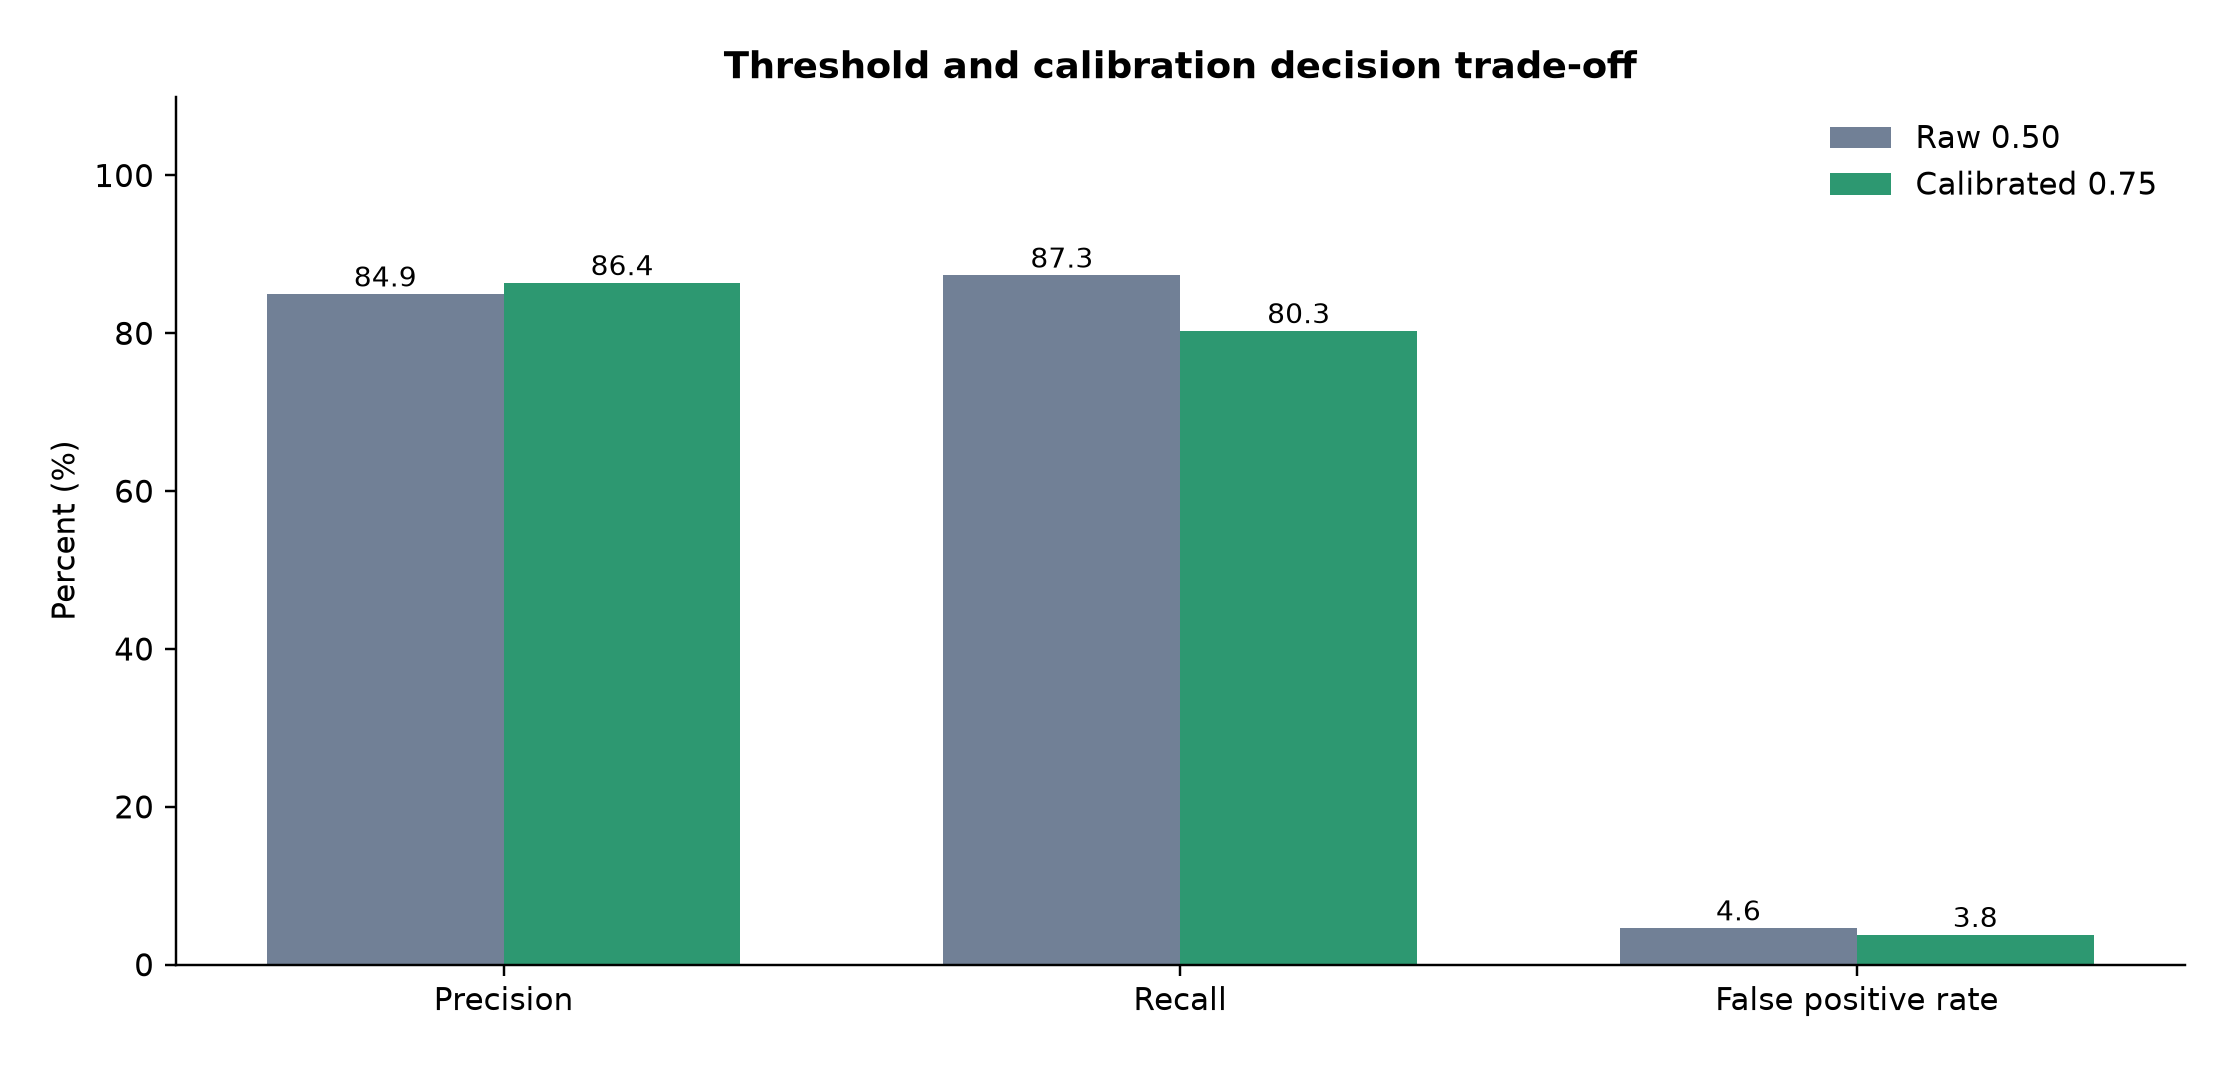 Threshold and calibration decision trade-off
Raw 0.50
Calibrated 0.75
Percent (%)
100
80
60
40
20
0
84.9
86.4
87.3
80.3
4.6
3.8
Precision
Recall
False positive rate